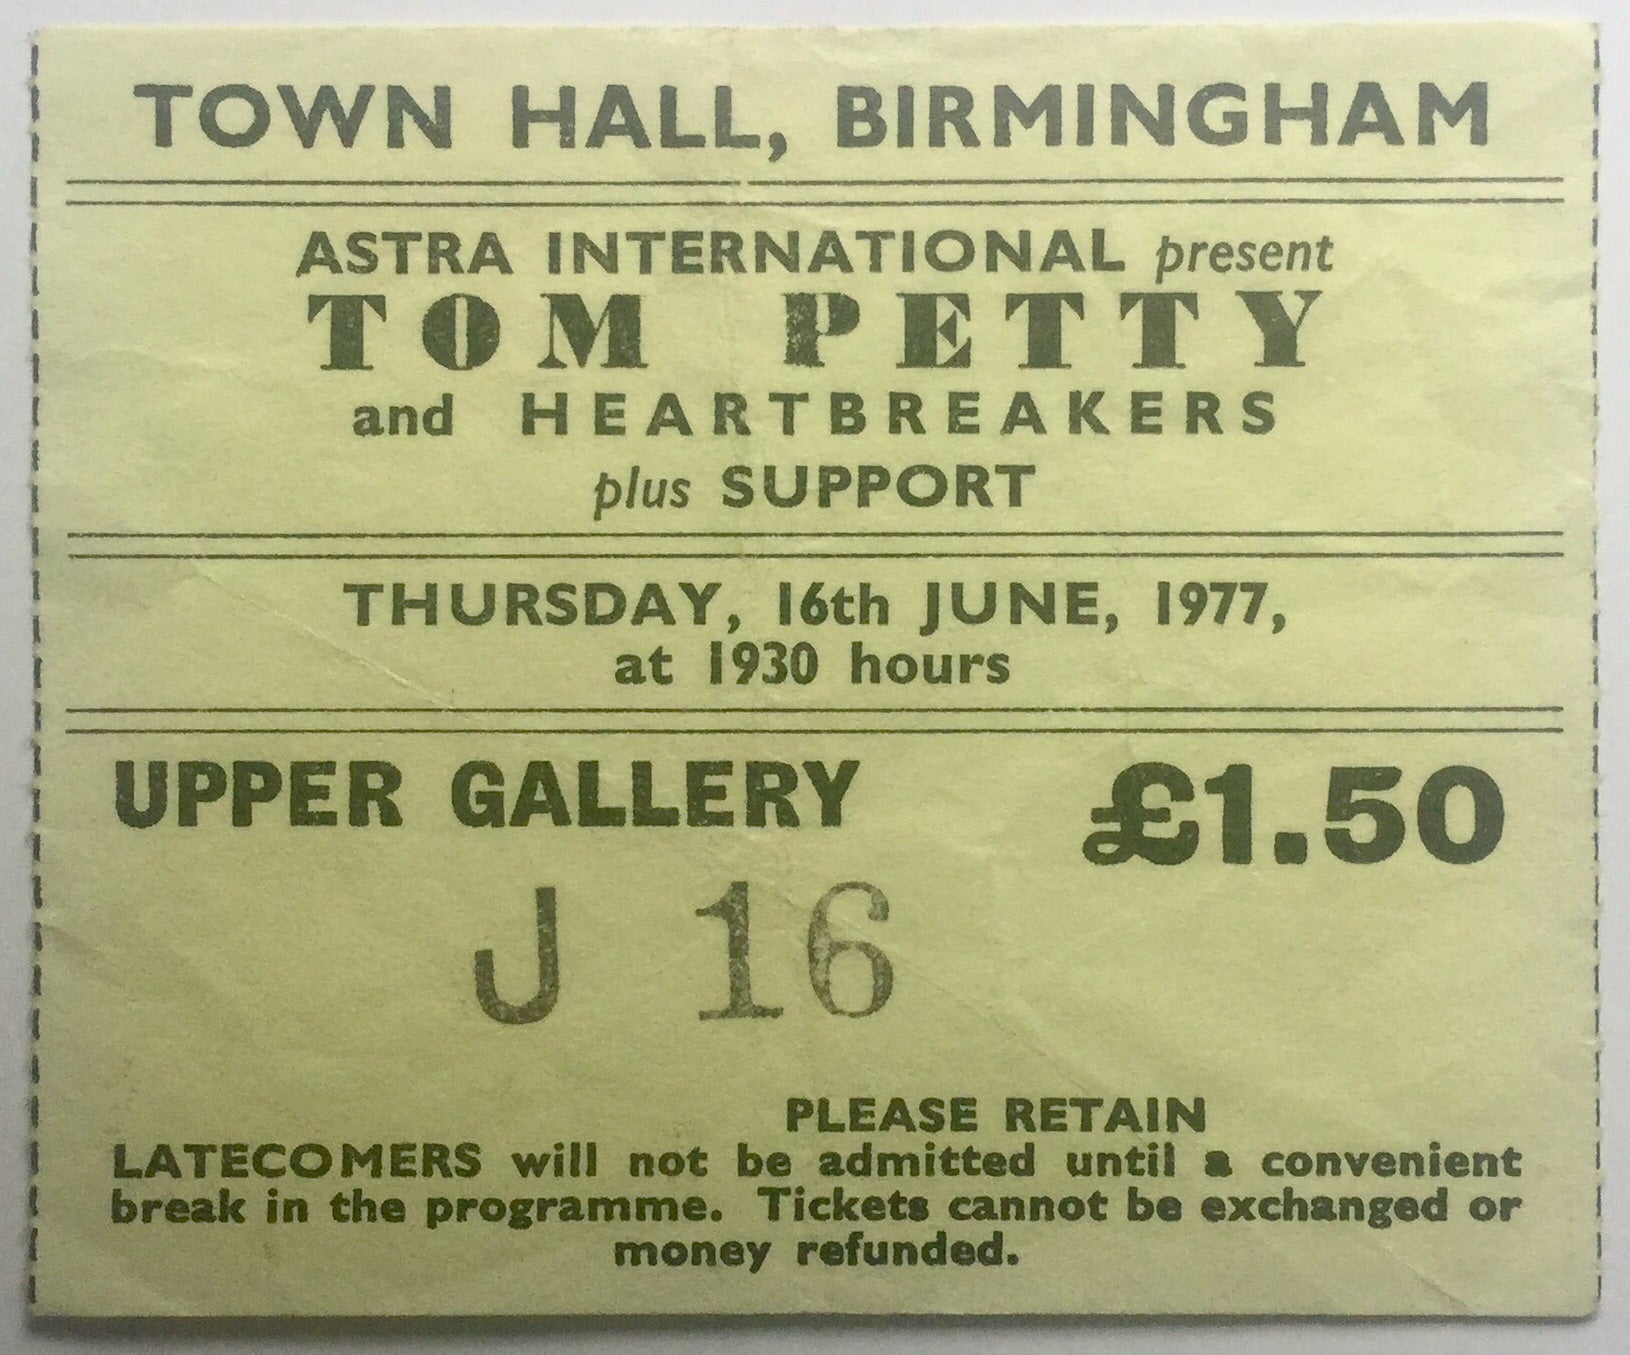 TOWN HALL, BIRMINGHAM
ASTRA INTERNATIONAL present
TOM PETTY
and HEARTBREAKERS
plus SUPPORT
THURSDAY, 16th JUNE, 1977,
at 1930 hours
UPPER GALLERY £1.50
J 16
PLEASE RETAIN
LATECOMERS will not be admitted until a convenient
break in the programme. Tickets cannot be exchanged or
money refunded.